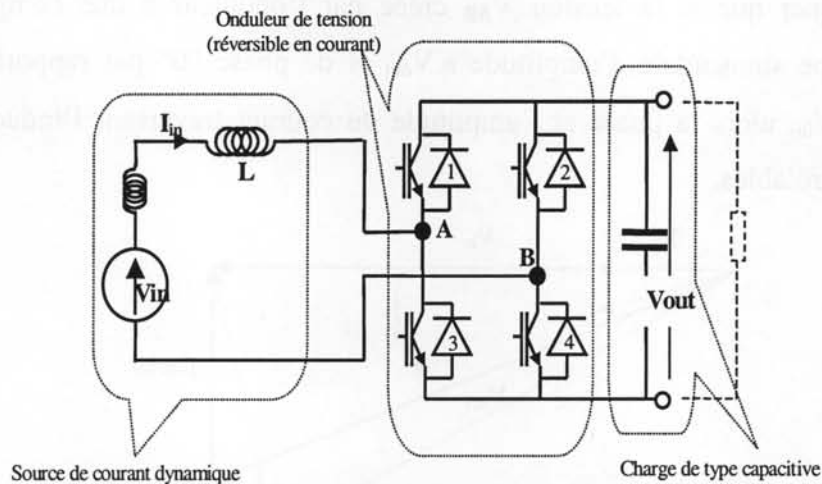 Onduleur de tension
(réversible en courant)
Iin
L
1
2
A
B
Vin
Vout
3
4
Source de courant dynamique
Charge de type capacitive